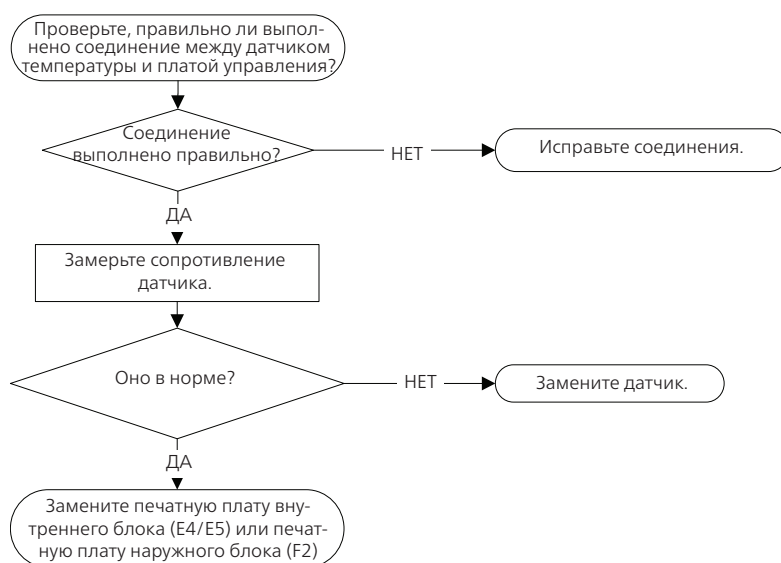 Проверьте, правильно ли выпол-
нено соединение между датчиком
температуры и платой управления?
Соединение
выполнено правильно?
НЕТ
Исправьте соединения.
ДА
Замерьте сопротивление
датчика.
Оно в норме?
НЕТ
Замените датчик.
ДА
Замените печатную плату вну-
треннего блока (E4/E5) или печат-
ную плату наружного блока (F2)